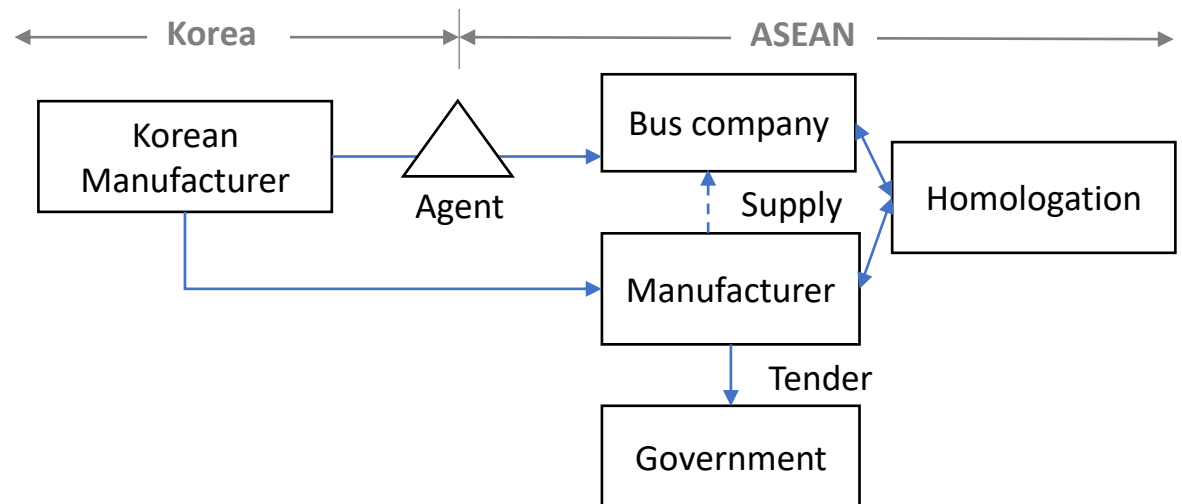 Korea
ASEAN
Korean
Manufacturer
Agent
Bus company
Supply
Homologation
Manufacturer
Tender
Government